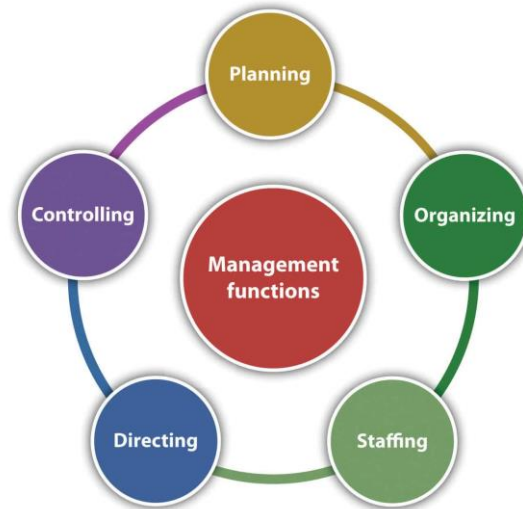 Planning
Organizing
Staffing
Directing
Controlling
Management
functions